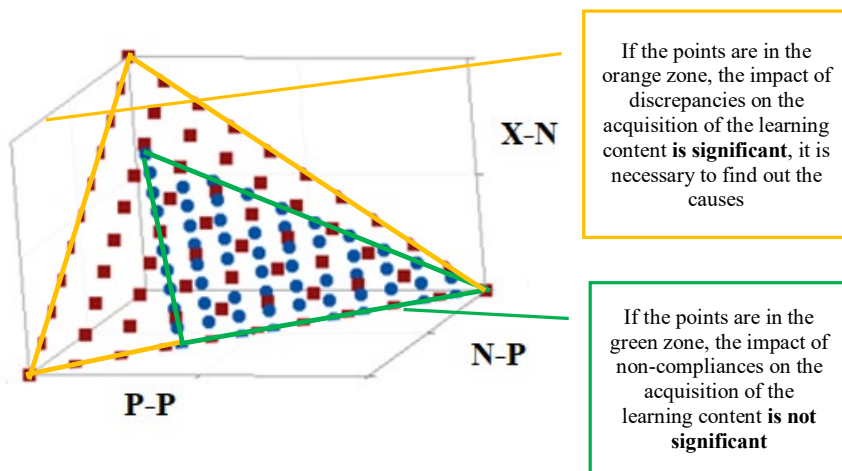 If the points are in the
orange zone, the impact of
discrepancies on the
acquisition of the learning
content is significant, it is
necessary to find out the
causes
X-N
If the points are in the
green zone, the impact of
non-compliances on the
acquisition of the
learning content is not
significant
N-P
P-P